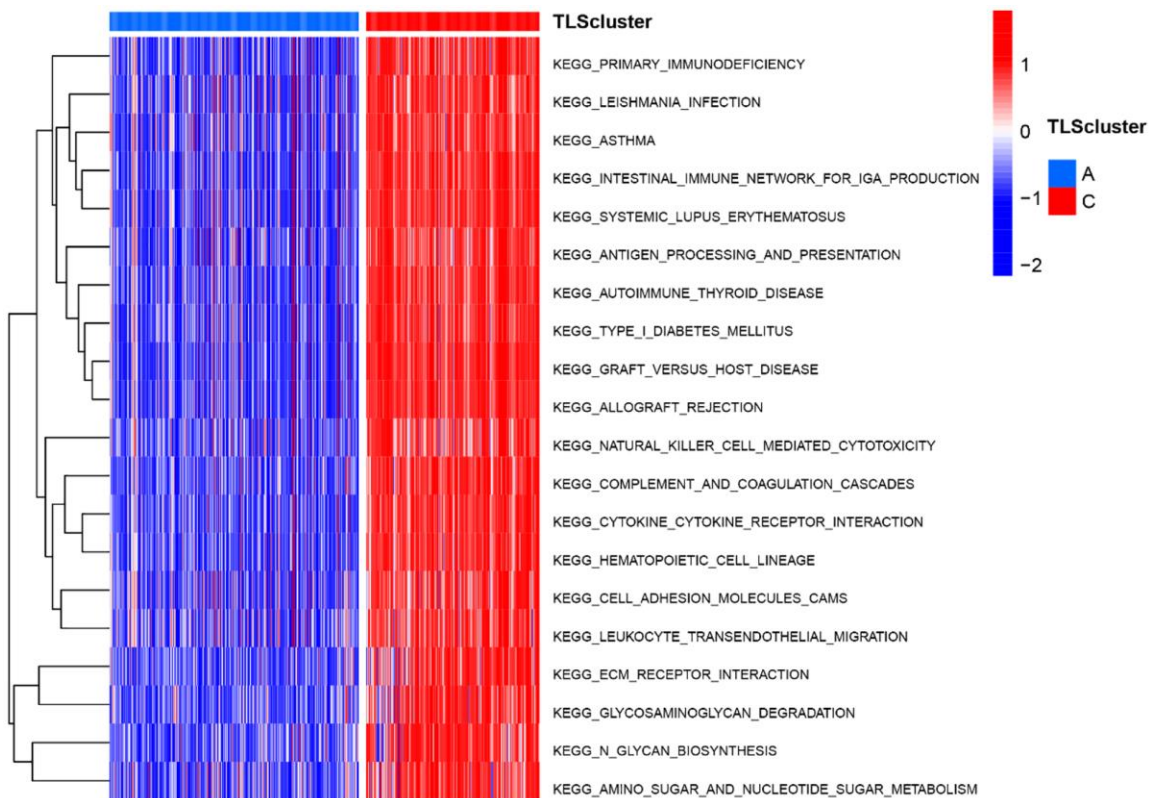 TLScluster
KEGG_PRIMARY_IMMUNODEFICIENCY
KEGG_LEISHMANIA_INFECTION
KEGG_ASTHMA
KEGG_INTESTINAL_IMMUNE_NETWORK_FOR_IGA_PRODUCTION
KEGG_SYSTEMIC_LUPUS_ERYTHEMATOSUS
KEGG_ANTIGEN_PROCESSING_AND_PRESENTATION
KEGG_AUTOIMMUNE_THYROID_DISEASE
KEGG_TYPE_I_DIABETES_MELLITUS
KEGG_GRAFT_VERSUS_HOST_DISEASE
KEGG_ALLOGRAFT_REJECTION
KEGG_NATURAL_KILLER_CELL_MEDIATED_CYTOTOXICITY
KEGG_COMPLEMENT_AND_COAGULATION_CASCADES
KEGG_CYTOKINE_CYTOKINE_RECEPTOR_INTERACTION
KEGG_HEMATOPOIETIC_CELL_LINEAGE
KEGG_CELL_ADHESION_MOLECULES_CAMS
KEGG_LEUKOCYTE_TRANSENDOTHELIAL_MIGRATION
KEGG_ECM_RECEPTOR_INTERACTION
KEGG_GLYCOSAMINOGLYCAN_DEGRADATION
KEGG_N_GLYCAN_BIOSYNTHESIS
KEGG_AMINO_SUGAR_AND_NUCLEOTIDE_SUGAR_METABOLISM
1
0
−1
−2
TLScluster
A
C